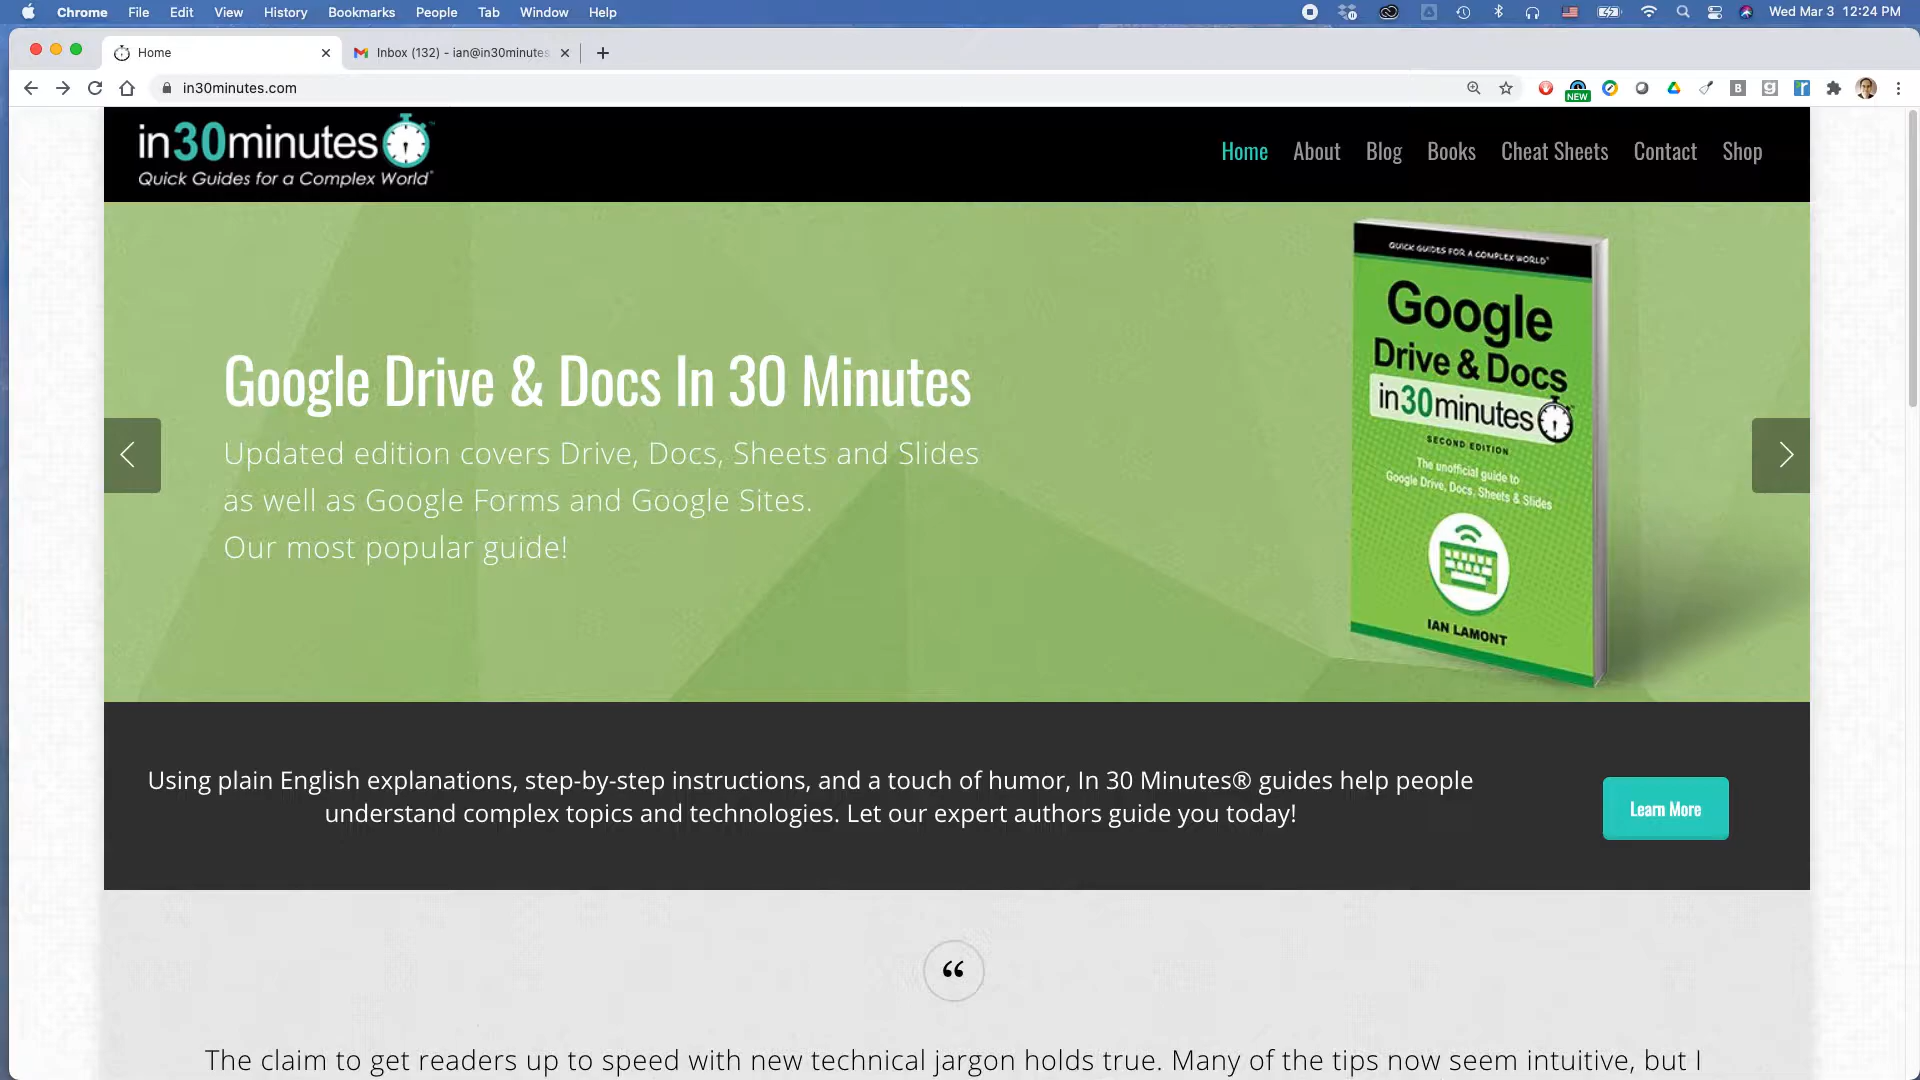 Chrome File Edit View History Bookmarks People Tab Window Help Wed Mar 3 12:24 PM
Home Inbox (132) - ian@in30minutes
in30minutes.com
NEW
in30minutes
Quick Guides for a Complex World
Home About Blog Books Cheat Sheets Contact Shop
Google Drive & Docs In 30 Minutes
Updated edition covers Drive, Docs, Sheets and Slides
as well as Google Forms and Google Sites.
Our most popular guide!
QUICK GUIDES FOR A COMPLEX WORLD
Google
Drive & Docs
in30minutes
SECOND EDITION
The unofficial guide to
Google Drive, Docs, Sheets & Slides
IAN LAMONT
Using plain English explanations, step-by-step instructions, and a touch of humor, In 30 Minutes® guides help people
understand complex topics and technologies. Let our expert authors guide you today!
Learn More
“
The claim to get readers up to speed with new technical jargon holds true. Many of the tips now seem intuitive, but I